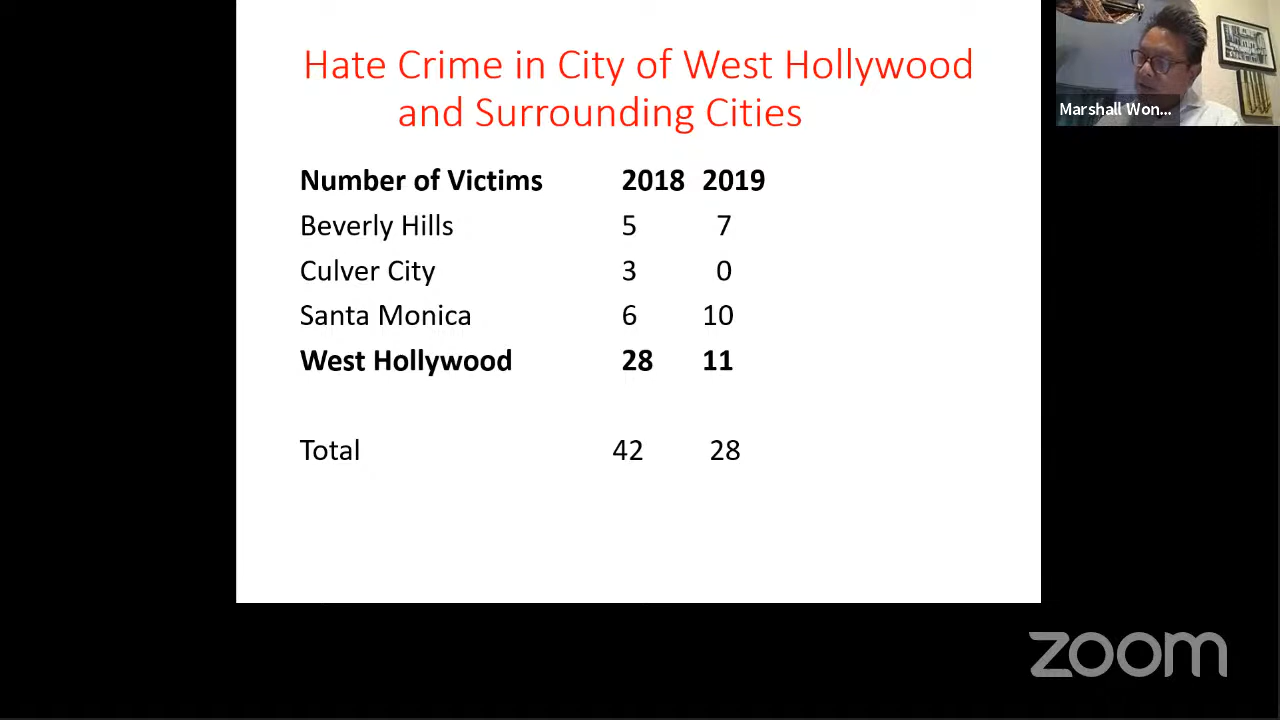 Hate Crime in City of West Hollywood
and Surrounding Cities
Number of Victims 2018 2019
Beverly Hills 5 7
Culver City 3 0
Santa Monica 6 10
West Hollywood 28 11
Total 42 28
Marshall Won...
zoom